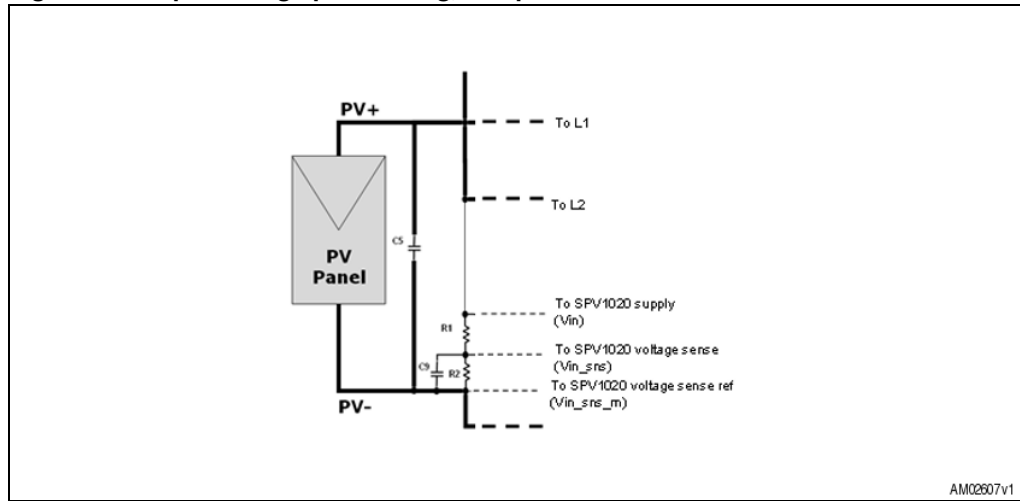 PV+
To L1
To L2
C5
PV
Panel
To SPV1020 supply
(Vin)
R1
To SPV1020 voltage sense
(Vin_sns)
C9
R2
To SPV1020 voltage sense ref
(Vin_sns_m)
PV-
AM02607v1